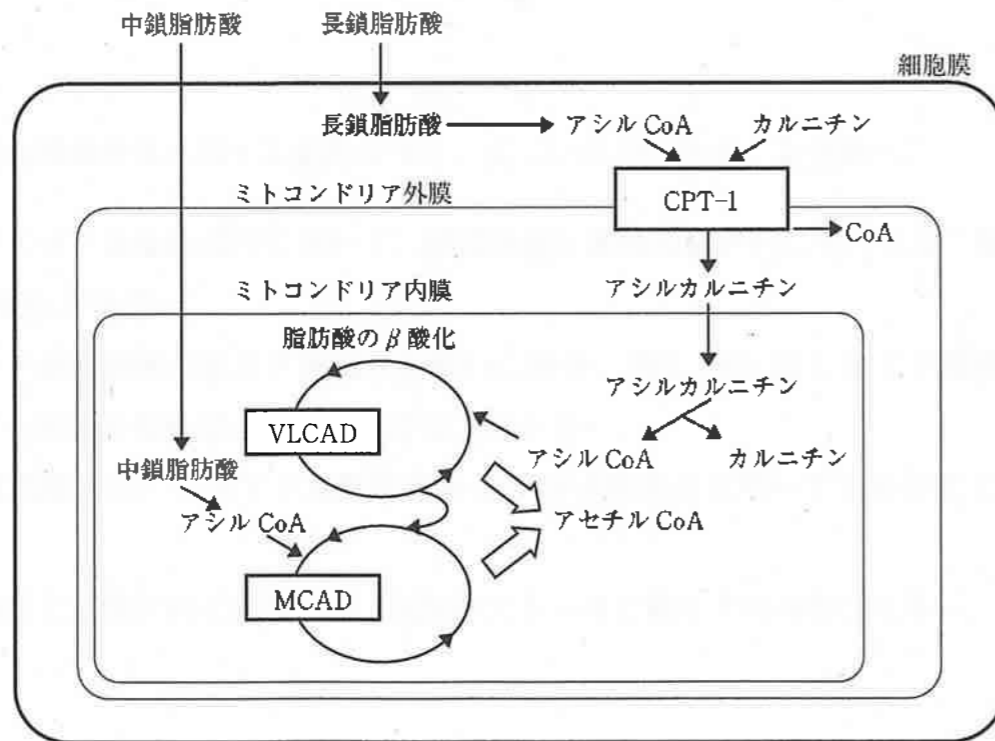 中鎖脂肪酸
長鎖脂肪酸
細胞膜
長鎖脂肪酸
アシル CoA
カルニチン
ミトコンドリア外膜
CPT-1
CoA
ミトコンドリア内膜
アシルカルニチン
脂肪酸のβ酸化
アシルカルニチン
VLCAD
アシル CoA
カルニチン
中鎖脂肪酸
アシル CoA
アセチル CoA
MCAD